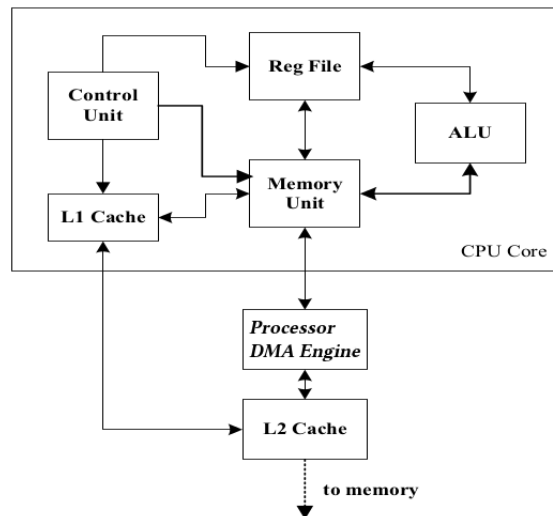 Reg File
Control
Unit
ALU
Memory
Unit
L1 Cache
CPU Core
Processor
DMA Engine
L2 Cache
to memory